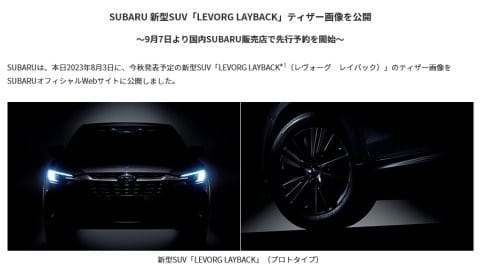 SUBARU 新型SUV「LEVORG LAYBACK」ティザー画像を公開
～9月7日より国内SUBARU販売店で先行予約を開始～
SUBARUは、本日2023年8月3日に、今秋発表予定の新型SUV「LEVORG LAYBACK*1（レヴォーグ　レイバック）」のティザー画像を
SUBARUオフィシャルWebサイトに公開しました。
新型SUV「LEVORG LAYBACK」（プロトタイプ）